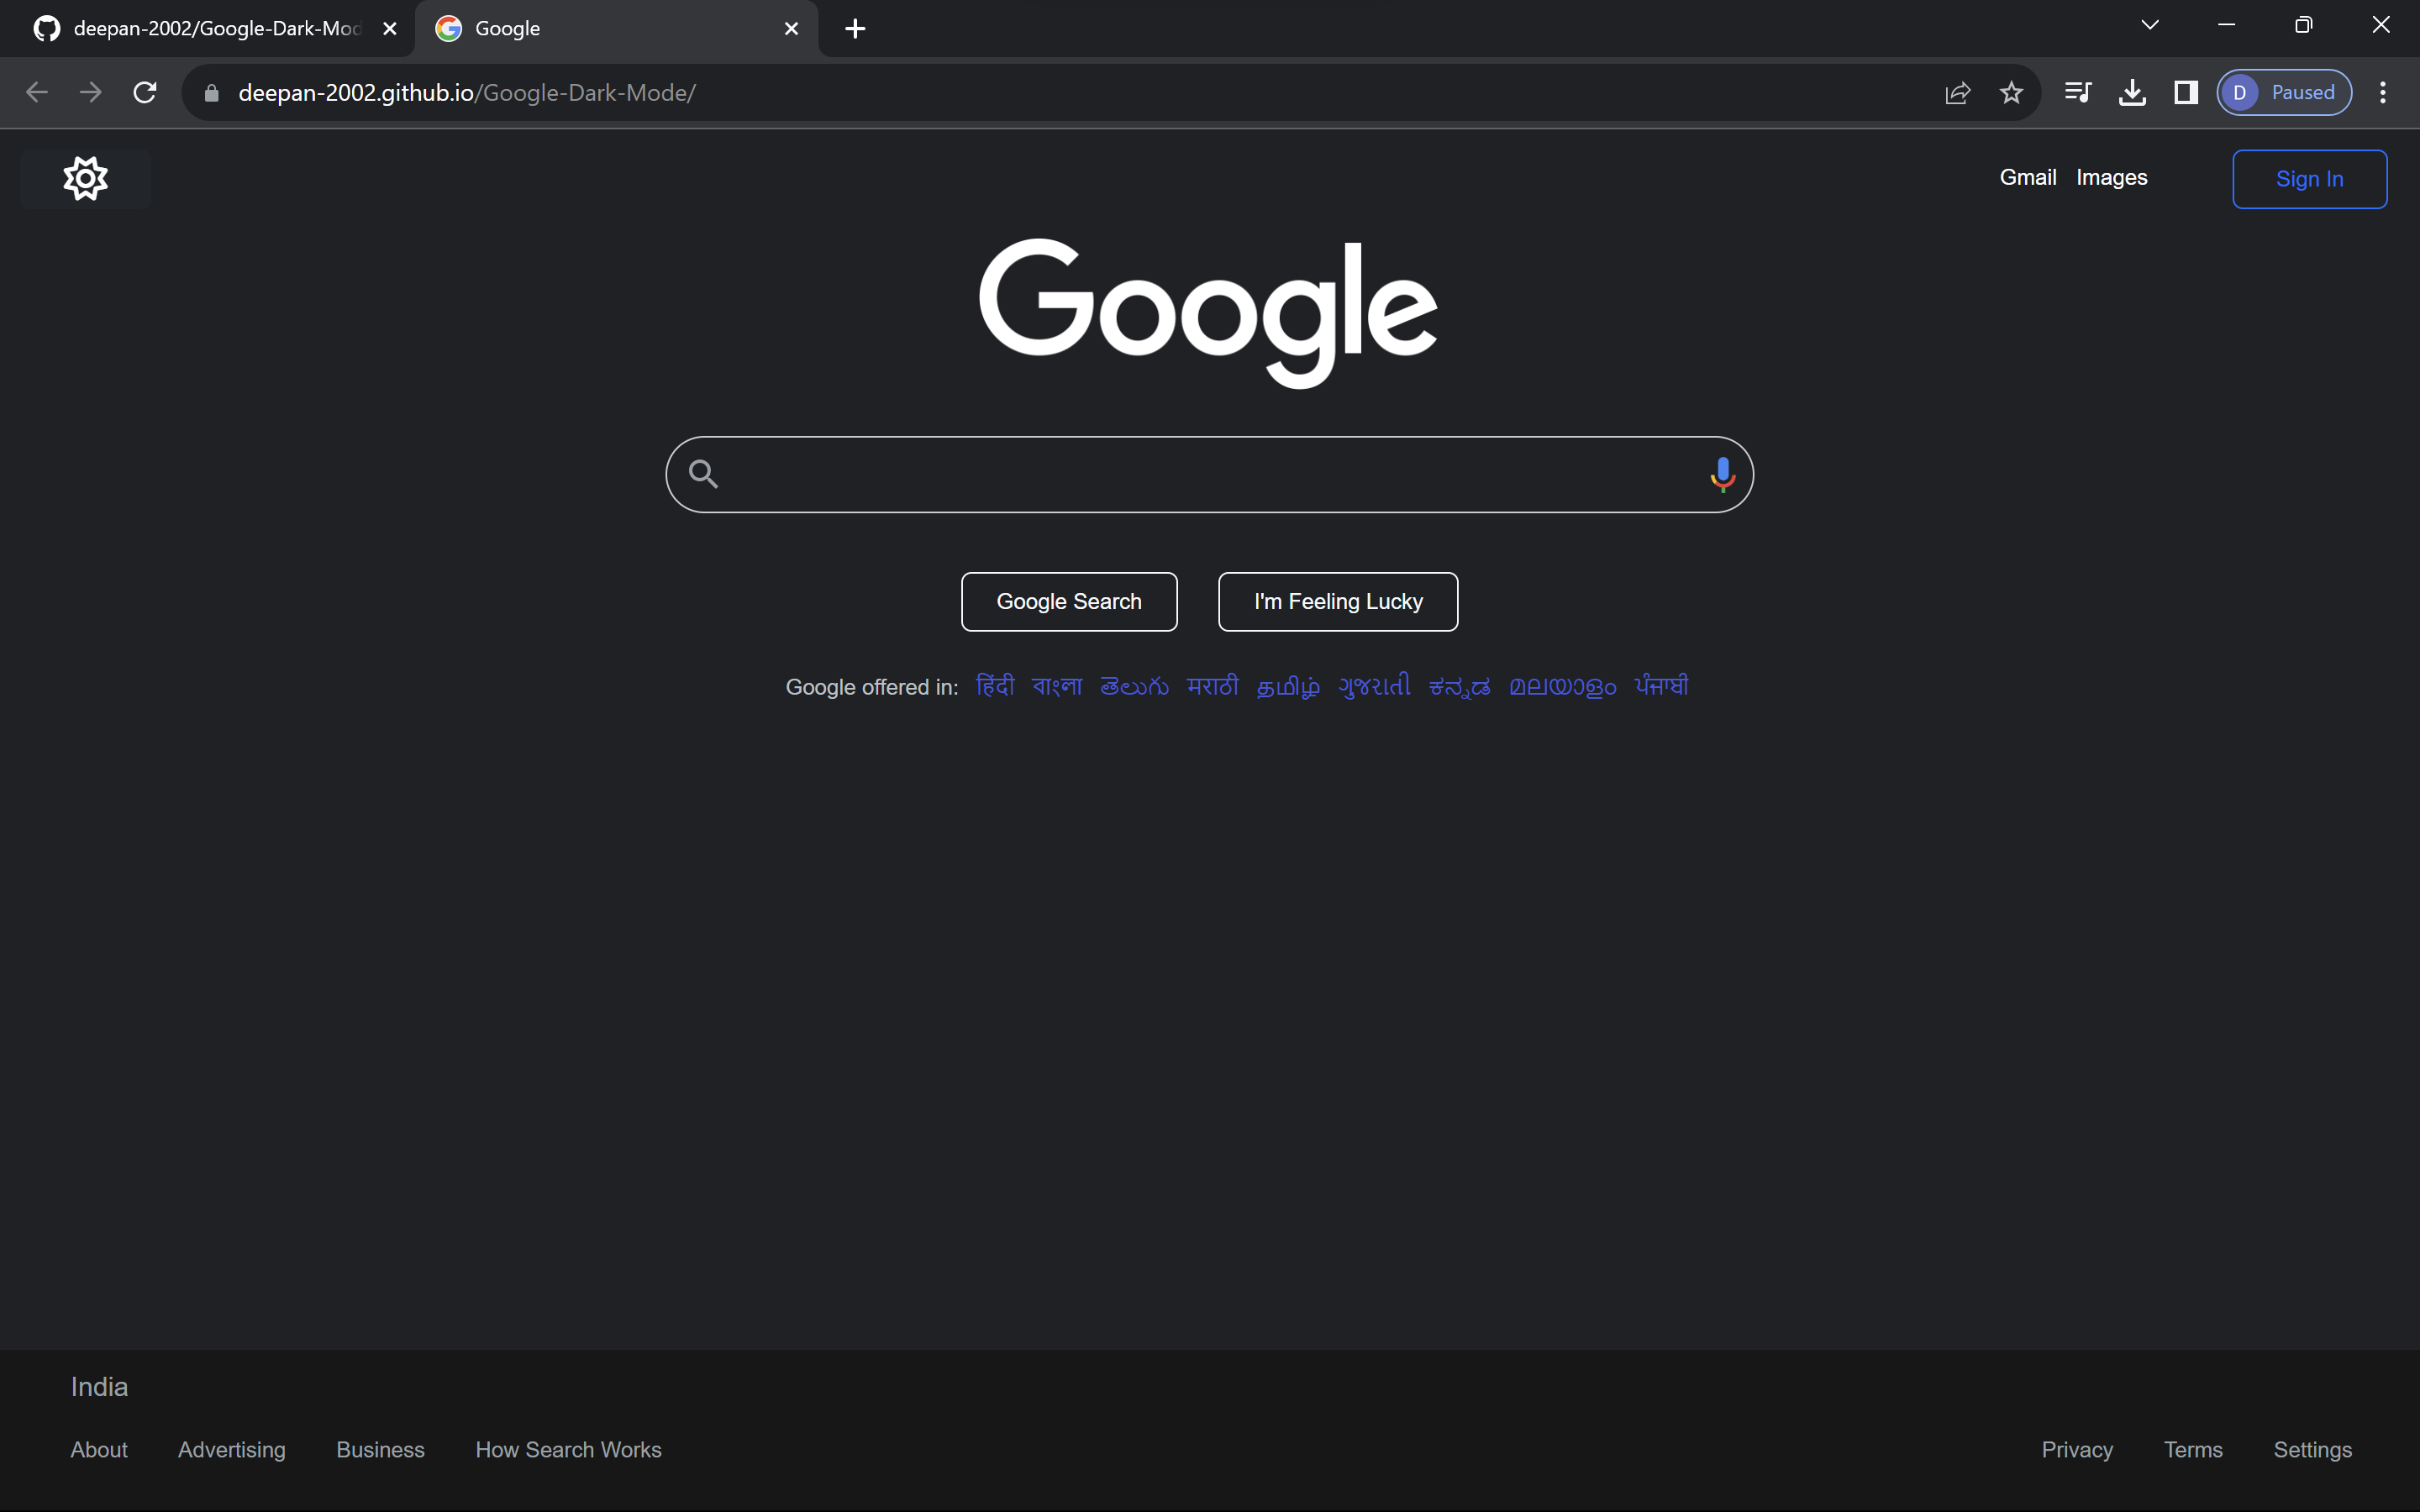 deepan-2002/Google-Dark-Mod
Google
deepan-2002.github.io/Google-Dark-Mode/
D Paused
Gmail Images Sign In
Google
Google Search I'm Feeling Lucky
Google offered in: हिंदी বাংলা తెలుగు मराठी தமிழ் ગુજરાતી ಕನ್ನಡ മലയാളം ਪੰਜਾਬੀ
India
About Advertising Business How Search Works Privacy Terms Settings